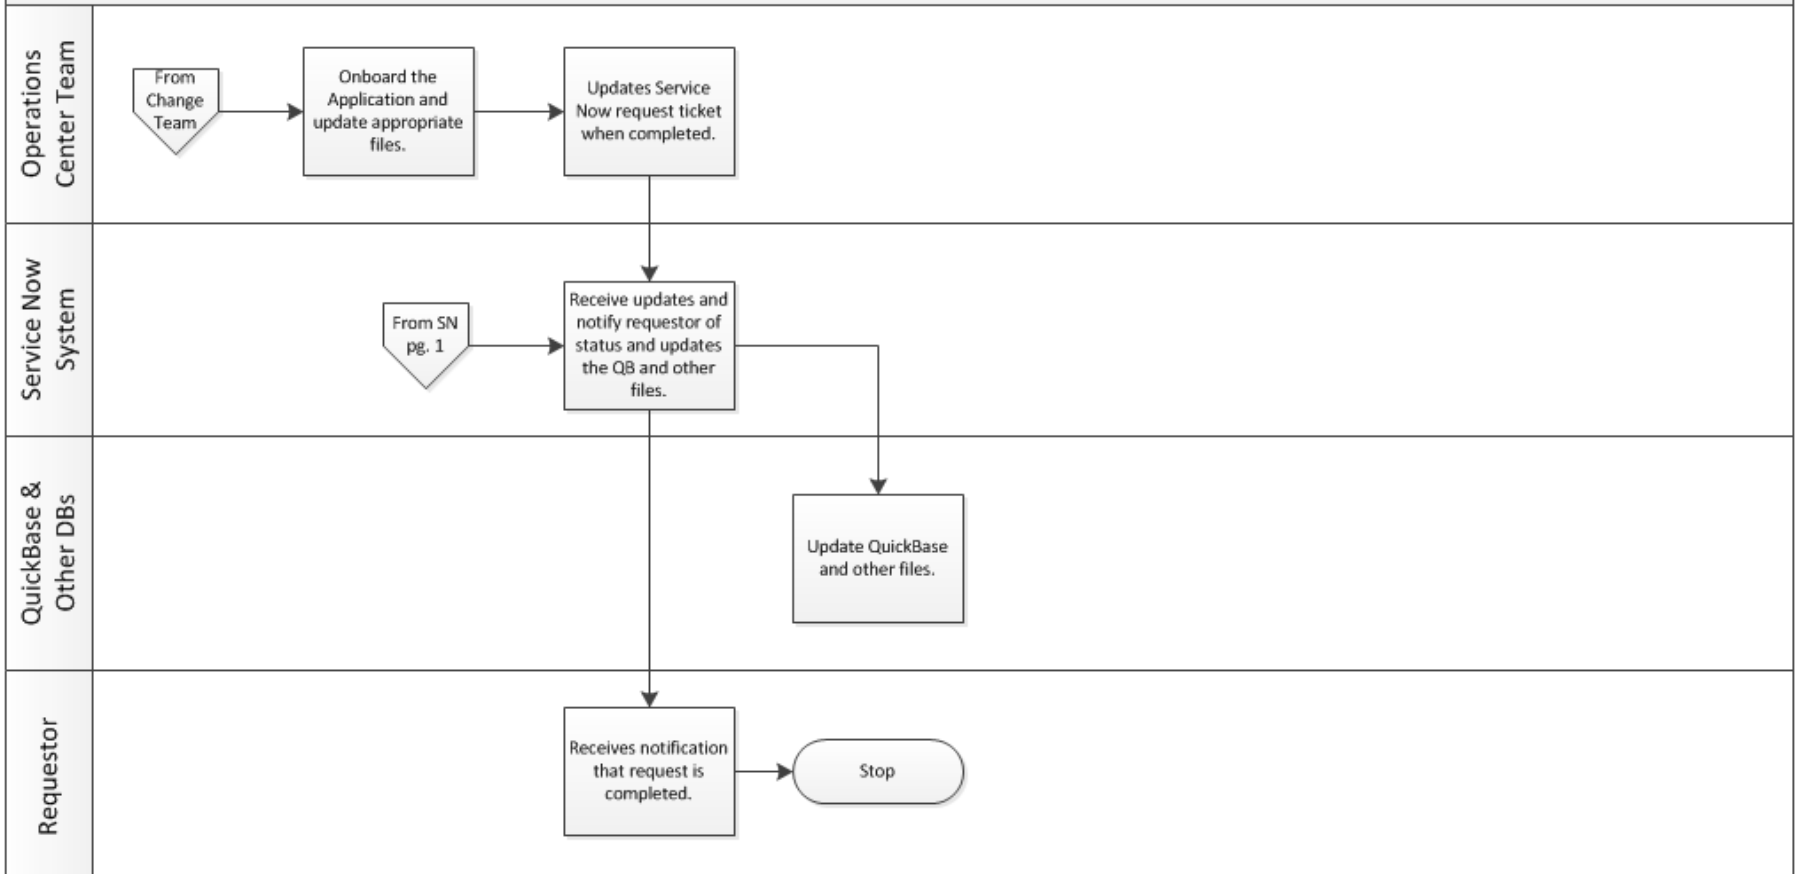 Operations
Center Team
From
Change
Team
Onboard the
Application and
update appropriate
files.
Updates Service
Now request ticket
when completed.
Service Now
System
From SN
pg. 1
Receive updates and
notify requestor of
status and updates
the QB and other
files.
QuickBase &
Other DBs
Update QuickBase
and other files.
Requestor
Receives notification
that request is
completed.
Stop